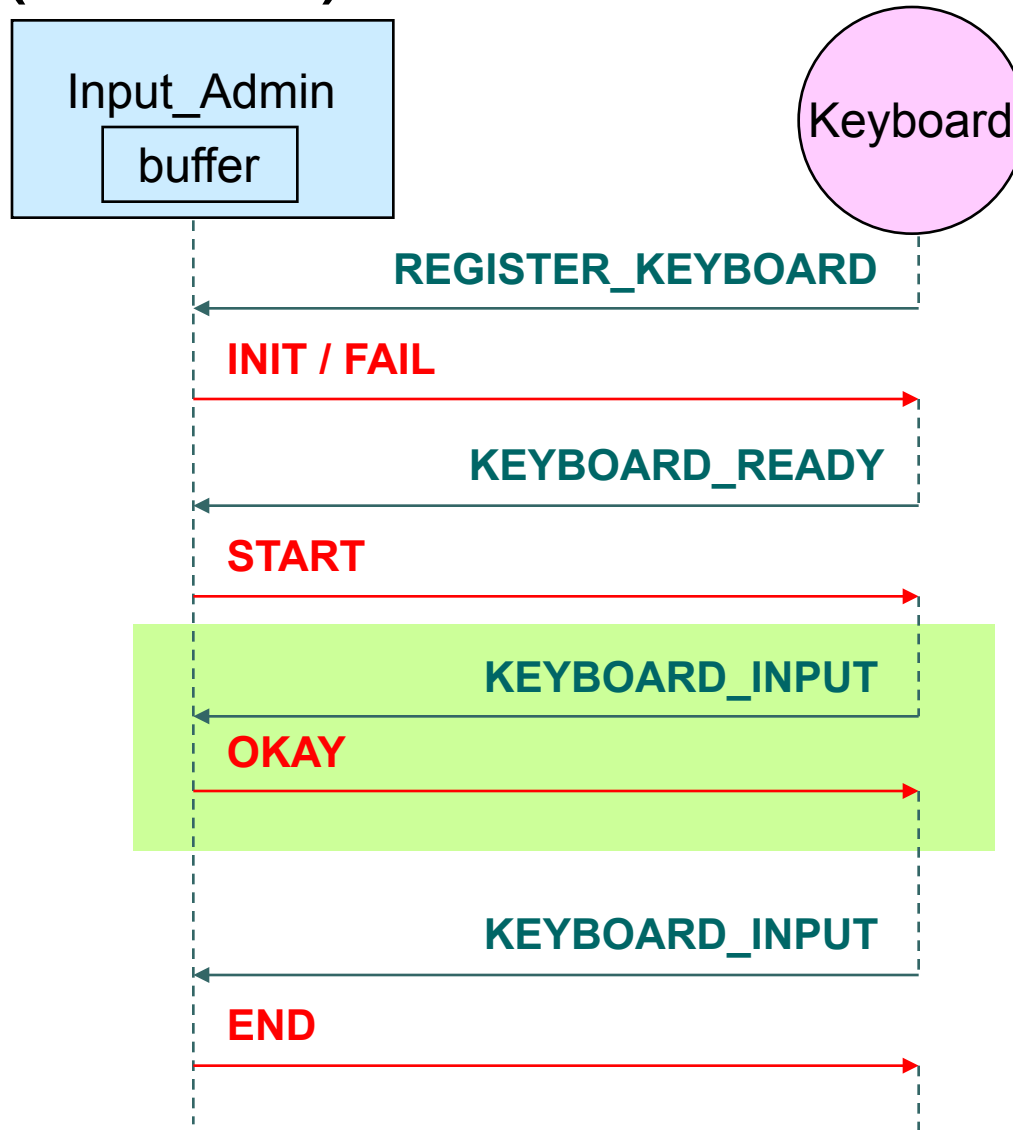 Input_Admin
buffer
Keyboard
REGISTER_KEYBOARD
INIT / FAIL
KEYBOARD_READY
START
KEYBOARD_INPUT
OKAY
KEYBOARD_INPUT
END